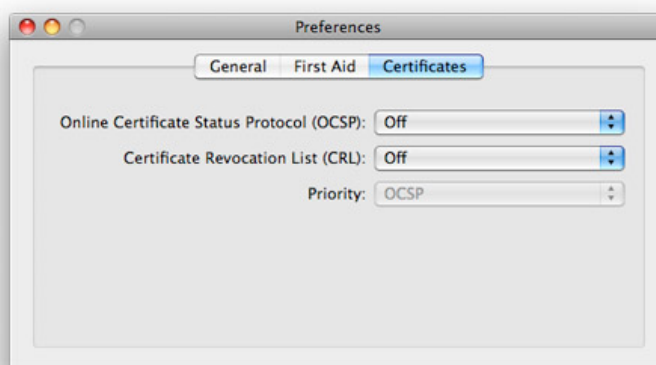 Preferences
General First Aid Certificates
Online Certificate Status Protocol (OCSP): Off
Certificate Revocation List (CRL): Off
Priority: OCSP